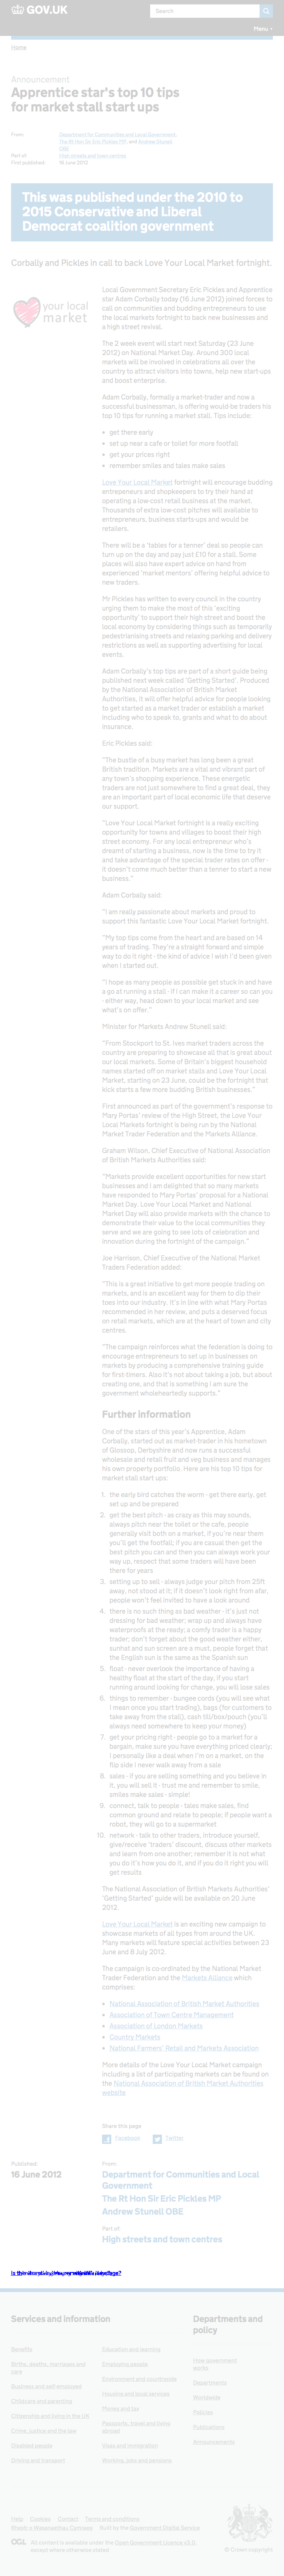 GOV.UK
Search
Menu
Home
Announcement
Apprentice star's top 10 tips
for market stall start ups
From:
Department for Communities and Local Government,
The Rt Hon Sir Eric Pickles MP, and Andrew Stunell
OBE
Part of:
High streets and town centres
First published:
16 June 2012
This was published under the 2010 to
2015 Conservative and Liberal
Democrat coalition government
Corbally and Pickles in call to back Love Your Local Market fortnight.
your local
market
Local Government Secretary Eric Pickles and Apprentice
star Adam Corbally today (16 June 2012) joined forces to
call on communities and budding entrepreneurs to use
the local markets fortnight to back new businesses and
a high street revival.
The 2 week event will start next Saturday (23 June
2012) on National Market Day. Around 300 local
markets will be involved in celebrations all over the
country to attract visitors into towns, help new start ups
and boost enterprise.
Adam Corbally, formally a market-trader and now a
successful businessman, is offering would be traders his
top 10 tips for running a market stall. Tips include:
get there early
set up near a cafe or toilet for more footfall
get your prices right
remember smiles and tales make sales
Love Your Local Market fortnight will encourage budding
entrepreneurs and shopkeepers to try their hand at
operating a low-cost retail business at their market.
Thousands of low cost pitches will be available to
entrepreneurs, business start-ups and would be
retailers.
There will be a 'tables for a tenner' deal so people can
turn up on the day and pay just £10 for a stall. Some
places will also have expert advice on hand from
experienced 'market mentors' offering helpful advice to
new traders.
Mr Pickles has written to every council in the country
urging them to make the most of this 'exciting
opportunity' to support small business and boost the
local economy by considering things such as temporarily
pedestrianised streets and relaxing parking and delivery
restrictions as well as supporting and advertising for
local events.
Adam Corbally's top tips are part of a short guide being
published next week called 'Getting Started'. Produced
by the National Association of British Market
Authorities, it will offer helpful advice for people looking
to get started as a market trader or establish a market
including who to speak to, grants and what to do about
insurance.
Eric Pickles said:
"The bustle of a busy market has long been a great
British tradition. Markets are a vital and vibrant part of
any town's shopping experience. These energetic
traders are not just somewhere to find a great deal, they
are an important part of local economic life that deserve
our support.
"Love Your Local Market fortnight is a really exciting
opportunity for towns and villages to boost their high
street economy. For any local entrepreneur who's
thought of starting a business, now is the time to try it
and take advantage of the special trader rates on offer -
it doesn't come much better than a tenner to start a new
business."
Adam Corbally said:
"I am really passionate about markets and proud to
support this fantastic Love Your Local Market fortnight.
"My top tips come from the heart and are based on 14
years of trading. They're straight forward and simple
way to do it right - the kind of advice I wish I'd been given
when I started out.
"I hope as many people as possible get stuck in and have
a go at running a stall - if I can make it a career so can you
- either way, head down to your local market and see
what's on offer."
Minister for Markets Andrew Stunell said:
"From Stockport to St. Ives market traders across the
country are preparing to showcase all that is great about
our local markets. Some of Britain's biggest household
names started off on market stalls and Love Your Local
Market, starting on 23 June, could be the fortnight that
kick starts a few more budding British businesses."
First announced as part of the government's response to
Mary Portas' review of the High Street, the Love Your
Local Markets fortnight is being run by the National
Market Trader Federation and the Markets Alliance.
Graham Wilson, Chief Executive of National Association
of British Markets Authorities said:
"Markets provide excellent opportunities for new start
businesses and I am delighted that so many markets
have responded to Mary Portas' proposal for a National
Market Day. Love Your Local Market and National
Market Day will also provide markets with the chance to
demonstrate their value to the local communities they
serve and we are going to see lots of celebration and
innovation during the fortnight of the campaign."
Joe Harrison, Chief Executive of the National Market
Traders Federation added:
"This is a great initiative to get more people trading on
markets, and is an excellent way for them to dip their
toes into our industry. It's in line with what Mary Portas
recommended in her review, and puts a deserved focus
on retail markets, which are at the heart of town and city
centres.
"The campaign reinforces what the federation is doing to
encourage entrepreneurs to set up in businesses on
markets by producing a comprehensive training guide
for first timers. Also it's not about taking a job, but about
creating one, and that is something I am sure the
government wholeheartedly supports."
Further information
One of the stars of this year's Apprentice, Adam
Corbally, started out as market trader in his hometown
of Glossop, Derbyshire and now runs a successful
wholesale and retail fruit and veg business and manages
his own property portfolio. Here are his top 10 tips for
market stall start ups:
1. the early bird catches the worm - get there early, get
set up and be prepared
2. get the best pitch - as crazy as this may sounds,
always pitch near the toilet or the cafe, people
generally visit both on a market, if you're near them
you'll get the footfall; if you are casual then get the
best pitch you can and then you can always work your
way up, respect that some traders will have been
there for years
3. setting up to sell - always judge your pitch from 25ft
away, not stood at it; if it doesn't look right from afar,
people won't feel invited to have a look around
4. there is no such thing as bad weather - it's just not
dressing for bad weather; wrap up and always have
waterproofs at the ready; a comfy trader is a happy
trader; don't forget about the good weather either,
sunhat and sun cream are a must, people forget that
the English sun is the same as the Spanish sun
5. float - never overlook the importance of having a
healthy float at the start of the day, if you start
running around looking for change, you will lose sales
6. things to remember - bungee cords (you will see what
I mean once you start trading), bags (for customers to
take away from the stall), cash till/box/pouch (you'll
always need somewhere to keep your money)
7. get your pricing right - people go to a market for a
bargain, make sure you have everything priced clearly;
I personally like a deal when I'm on a market, on the
flip side I never walk away from a sale
8. sales - if you are selling something and you believe in
it, you will sell it - trust me and remember to smile,
smiles make sales - simple!
9. connect, talk to people - tales make sales, find
common ground and relate to people; if people want a
robot, they will go to a supermarket
10. network - talk to other traders, introduce yourself,
give/receive 'traders' discount, discuss other markets
and learn from one another; remember it is not what
you don't do it's who you know and you will only get
out what you put into it and when you do you will
get results
The National Association of British Markets Authorities'
'Getting Started' guide will be available on 20 June
2012.
Love Your Local Market is an exciting new campaign to
showcase markets of all types from around the UK.
Many markets will feature special activities between 23
June and 8 July 2012.
The campaign is co-ordinated by the National Market
Trader Federation and the Markets Alliance which
comprises:
National Association of British Market Authorities
Association of Town Centre Management
Association of London Markets
Country Markets
National Farmers' Retail and Markets Association
More details of the Love Your Local Market campaign
including a list of participating markets can be found on
the National Association of British Market Authorities
website
Share this page
Facebook
Twitter
Published:
16 June 2012
From:
Department for Communities and Local
Government
The Rt Hon Sir Eric Pickles MP
Andrew Stunell OBE
Part of:
High streets and town centres
Services and information
Benefits
Births, deaths, marriages and
care
Business and self-employed
Childcare and parenting
Citizenship and living in the UK
Crime, justice and the law
Disabled people
Driving and transport
Education and learning
Employing people
Environment and countryside
Housing and local services
Money and tax
Passports, travel and living
abroad
Visas and immigration
Working, jobs and pensions
Departments and
policy
How government
works
Departments
Worldwide
Policies
Publications
Announcements
Help
Cookies
Contact
Terms and conditions
Rhestr o Wasanaethau Cymraeg
Built by the Government Digital Service
OGL
All content is available under the Open Government Licence v3.0,
except where otherwise stated
© Crown copyright